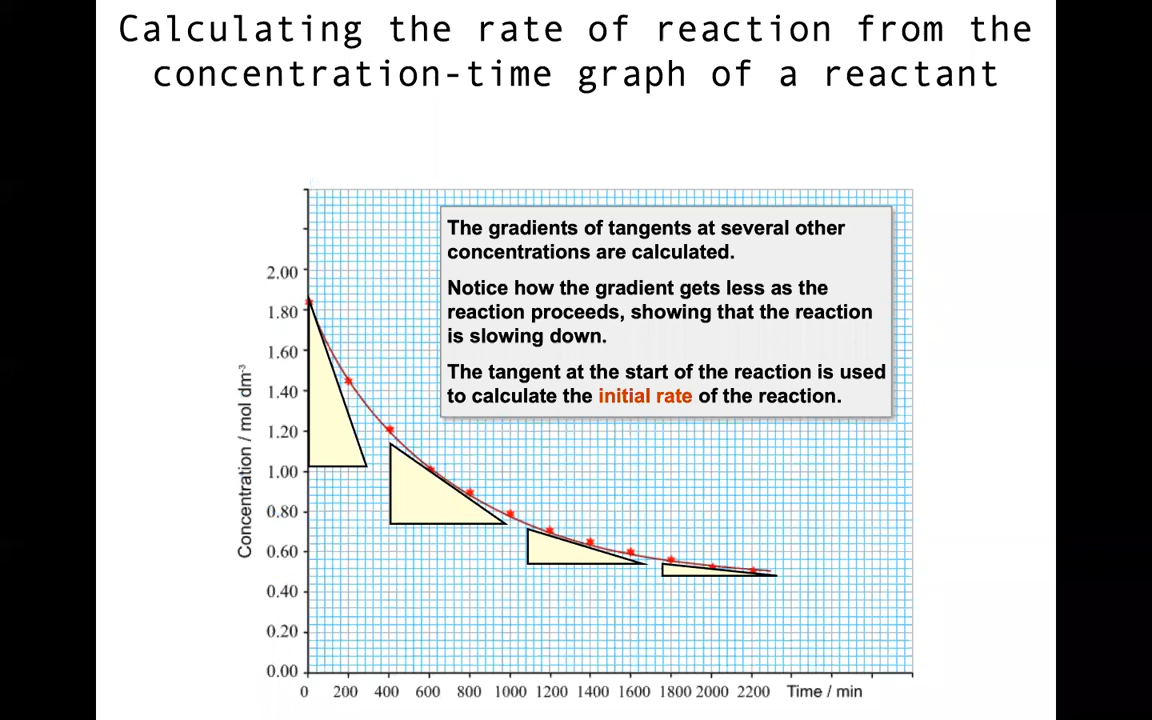 Calculating the rate of reaction from the
concentration-time graph of a reactant
The gradients of tangents at several other
concentrations are calculated.
Notice how the gradient gets less as the
reaction proceeds, showing that the reaction
is slowing down.
The tangent at the start of the reaction is used
to calculate the initial rate of the reaction.
Concentration / mol dm⁻³
2.00
1.80
1.60
1.40
1.20
1.00
0.80
0.60
0.40
0.20
0.00
0 200 400 600 800 1000 1200 1400 1600 1800 2000 2200 Time / min